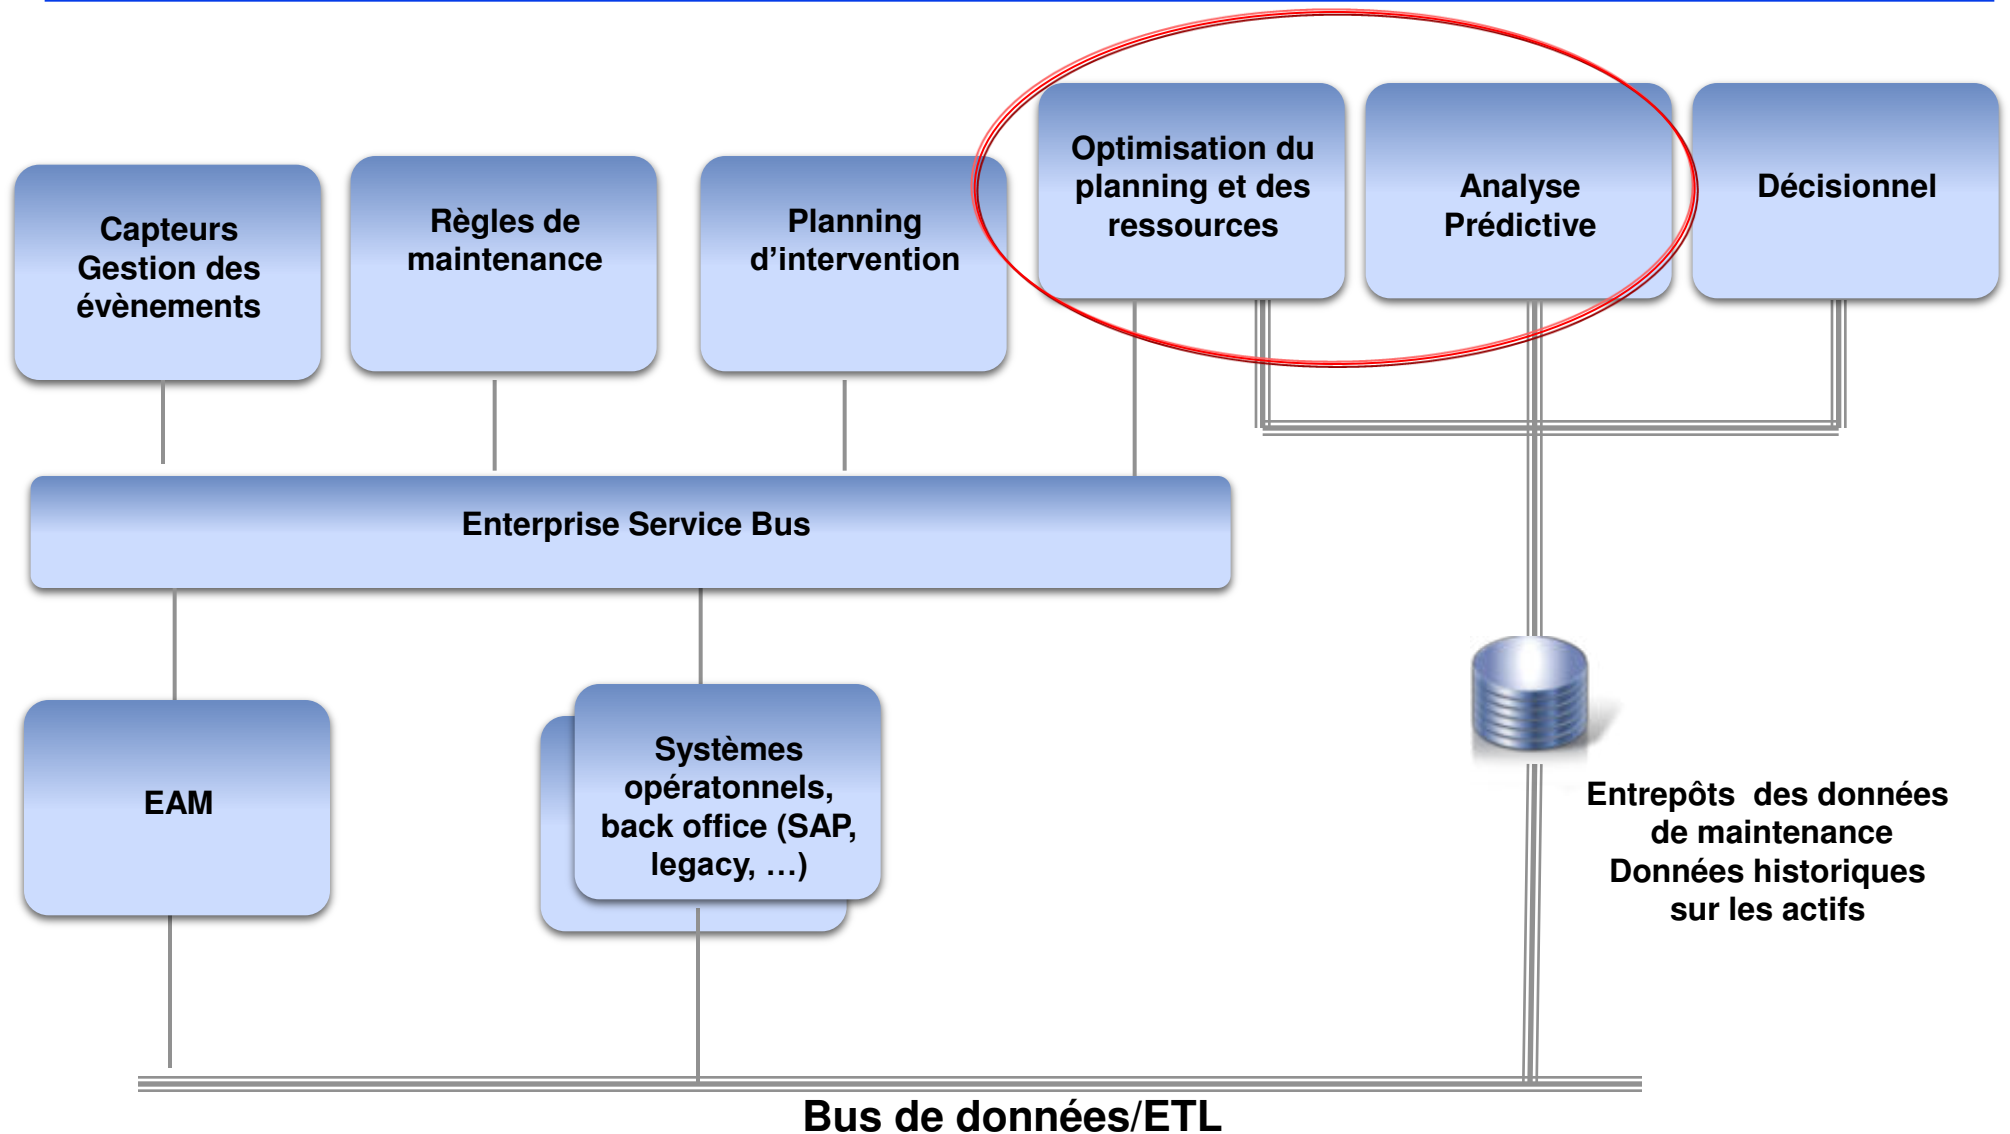 Optimisation du
planning et des
ressources
Analyse
Prédictive
Décisionnel
Capteurs
Gestion des
évènements
Règles de
maintenance
Planning
d’intervention
Enterprise Service Bus
EAM
Systèmes
opératonnels,
back office (SAP,
legacy, …)
Entrepôts des données
de maintenance
Données historiques
sur les actifs
Bus de données/ETL